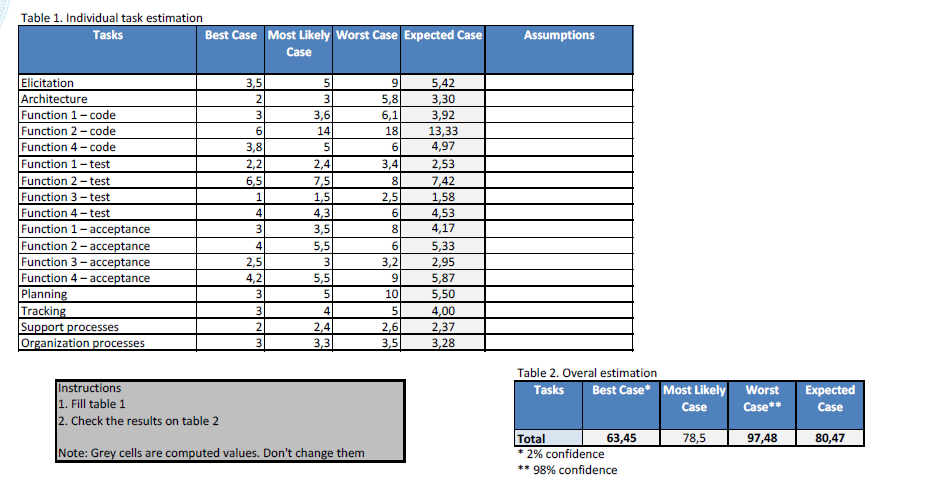 Table 1. Individual task estimation
Tasks Best Case Most Likely Case Worst Case Expected Case Assumptions
Elicitation 3,5 5 9 5,42
Architecture 2 3 5,8 3,30
Function 1 – code 3 3,6 6,1 3,92
Function 2 – code 6 14 18 13,33
Function 4 – code 3,8 5 6 4,97
Function 1 – test 2,2 2,4 3,4 2,53
Function 2 – test 6,5 7,5 8 7,42
Function 3 – test 1 1,5 2,5 1,58
Function 4 – test 4 4,3 6 4,53
Function 1 – acceptance 3 3,5 8 4,17
Function 2 – acceptance 4 5,5 6 5,33
Function 3 – acceptance 2,5 3 3,2 2,95
Function 4 – acceptance 4,2 5,5 9 5,87
Planning 3 5 10 5,50
Tracking 3 4 5 4,00
Support processes 2 2,4 2,6 2,37
Organization processes 3 3,3 3,5 3,28
Instructions
1. Fill table 1
2. Check the results on table 2
Note: Grey cells are computed values. Don't change them
Table 2. Overal estimation
Tasks Best Case* Most Likely Case Worst Case** Expected Case
Total 63,45 78,5 97,48 80,47
* 2% confidence
** 98% confidence